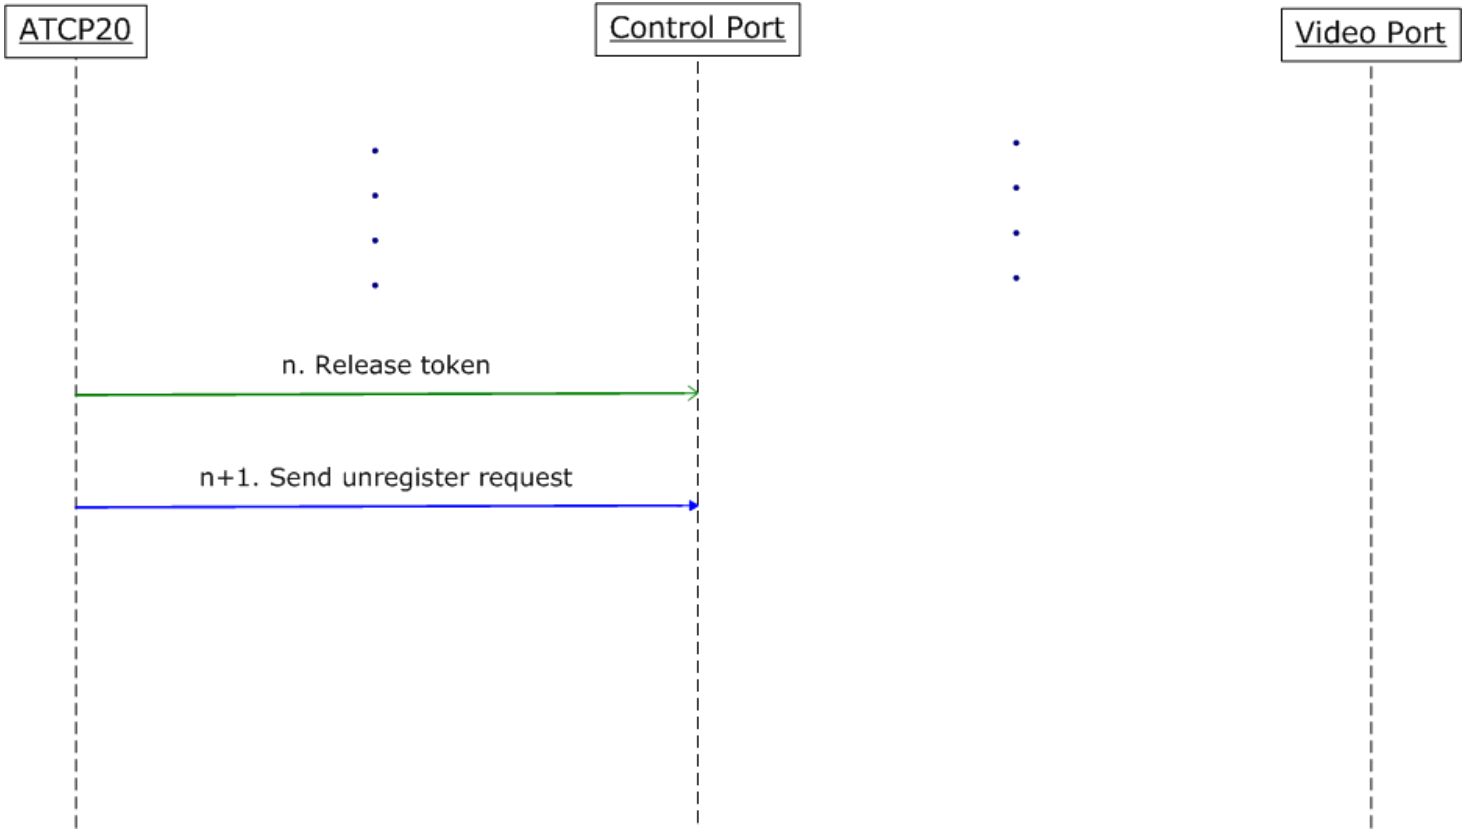 ATCP20
Control Port
Video Port
n. Release token
n+1. Send unregister request